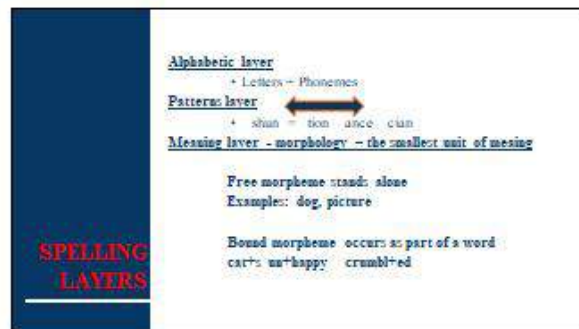 Alphabetic layer
• Letters – Phonemes
Patterns layer
• shun – tion ance cian
Meaning layer - morphology – the smallest unit of mesing
Free morpheme stands alone
Examples: dog, picture
Bound morpheme occurs as part of a word
cat+s un+happy crumbl+ed
SPELLING
LAYERS